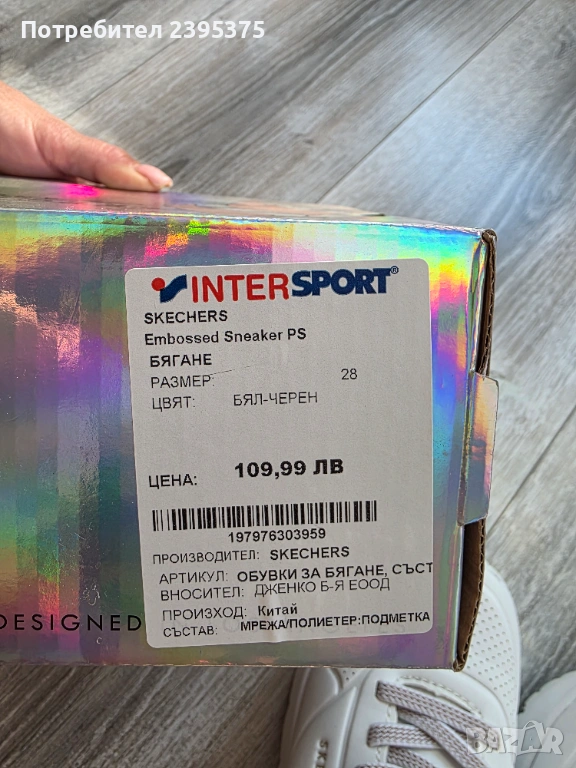 Потребител 2395375
INTERSPORT®
SKECHERS
Embossed Sneaker PS
БЯГАНЕ
РАЗМЕР: 28
ЦВЯТ: БЯЛ-ЧЕРЕН
ЦЕНА: 109,99 ЛВ
197976303959
ПРОИЗВОДИТЕЛ: SKECHERS
АРТИКУЛ: ОБУВКИ ЗА БЯГАНЕ, СЪСТ
ВНОСИТЕЛ: ДЖЕНКО Б-Я ЕООД
ПРОИЗХОД: Китай
СЪСТАВ: МРЕЖА/ПОЛИЕТЕР:ПОДМЕТКА
DESIGNED
BAZAR